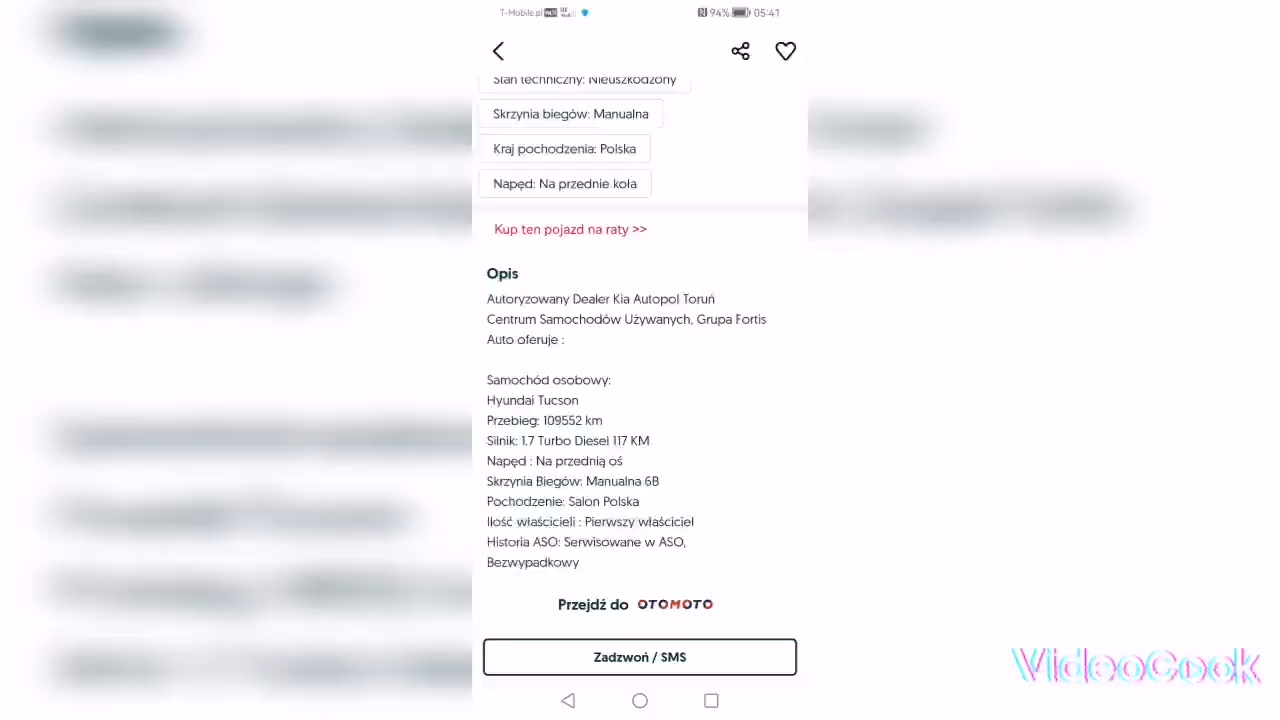 T-Mobile.pl
94% 05:41
Stan techniczny: Nieuszkodzony
Skrzynia biegów: Manualna
Kraj pochodzenia: Polska
Napęd: Na przednie koła
Kup ten pojazd na raty >>
Opis
Autoryzowany Dealer Kia Autopol Toruń
Centrum Samochodów Używanych, Grupa Fortis
Auto oferuje :
Samochód osobowy:
Hyundai Tucson
Przebieg: 109552 km
Silnik: 1.7 Turbo Diesel 117 KM
Napęd : Na przednią oś
Skrzynia Biegów: Manualna 6B
Pochodzenie: Salon Polska
Ilość właścicieli : Pierwszy właściciel
Historia ASO: Serwisowane w ASO,
Bezwypadkowy
Przejdź do OTOMOTO
Zadzwoń / SMS
VideoCook